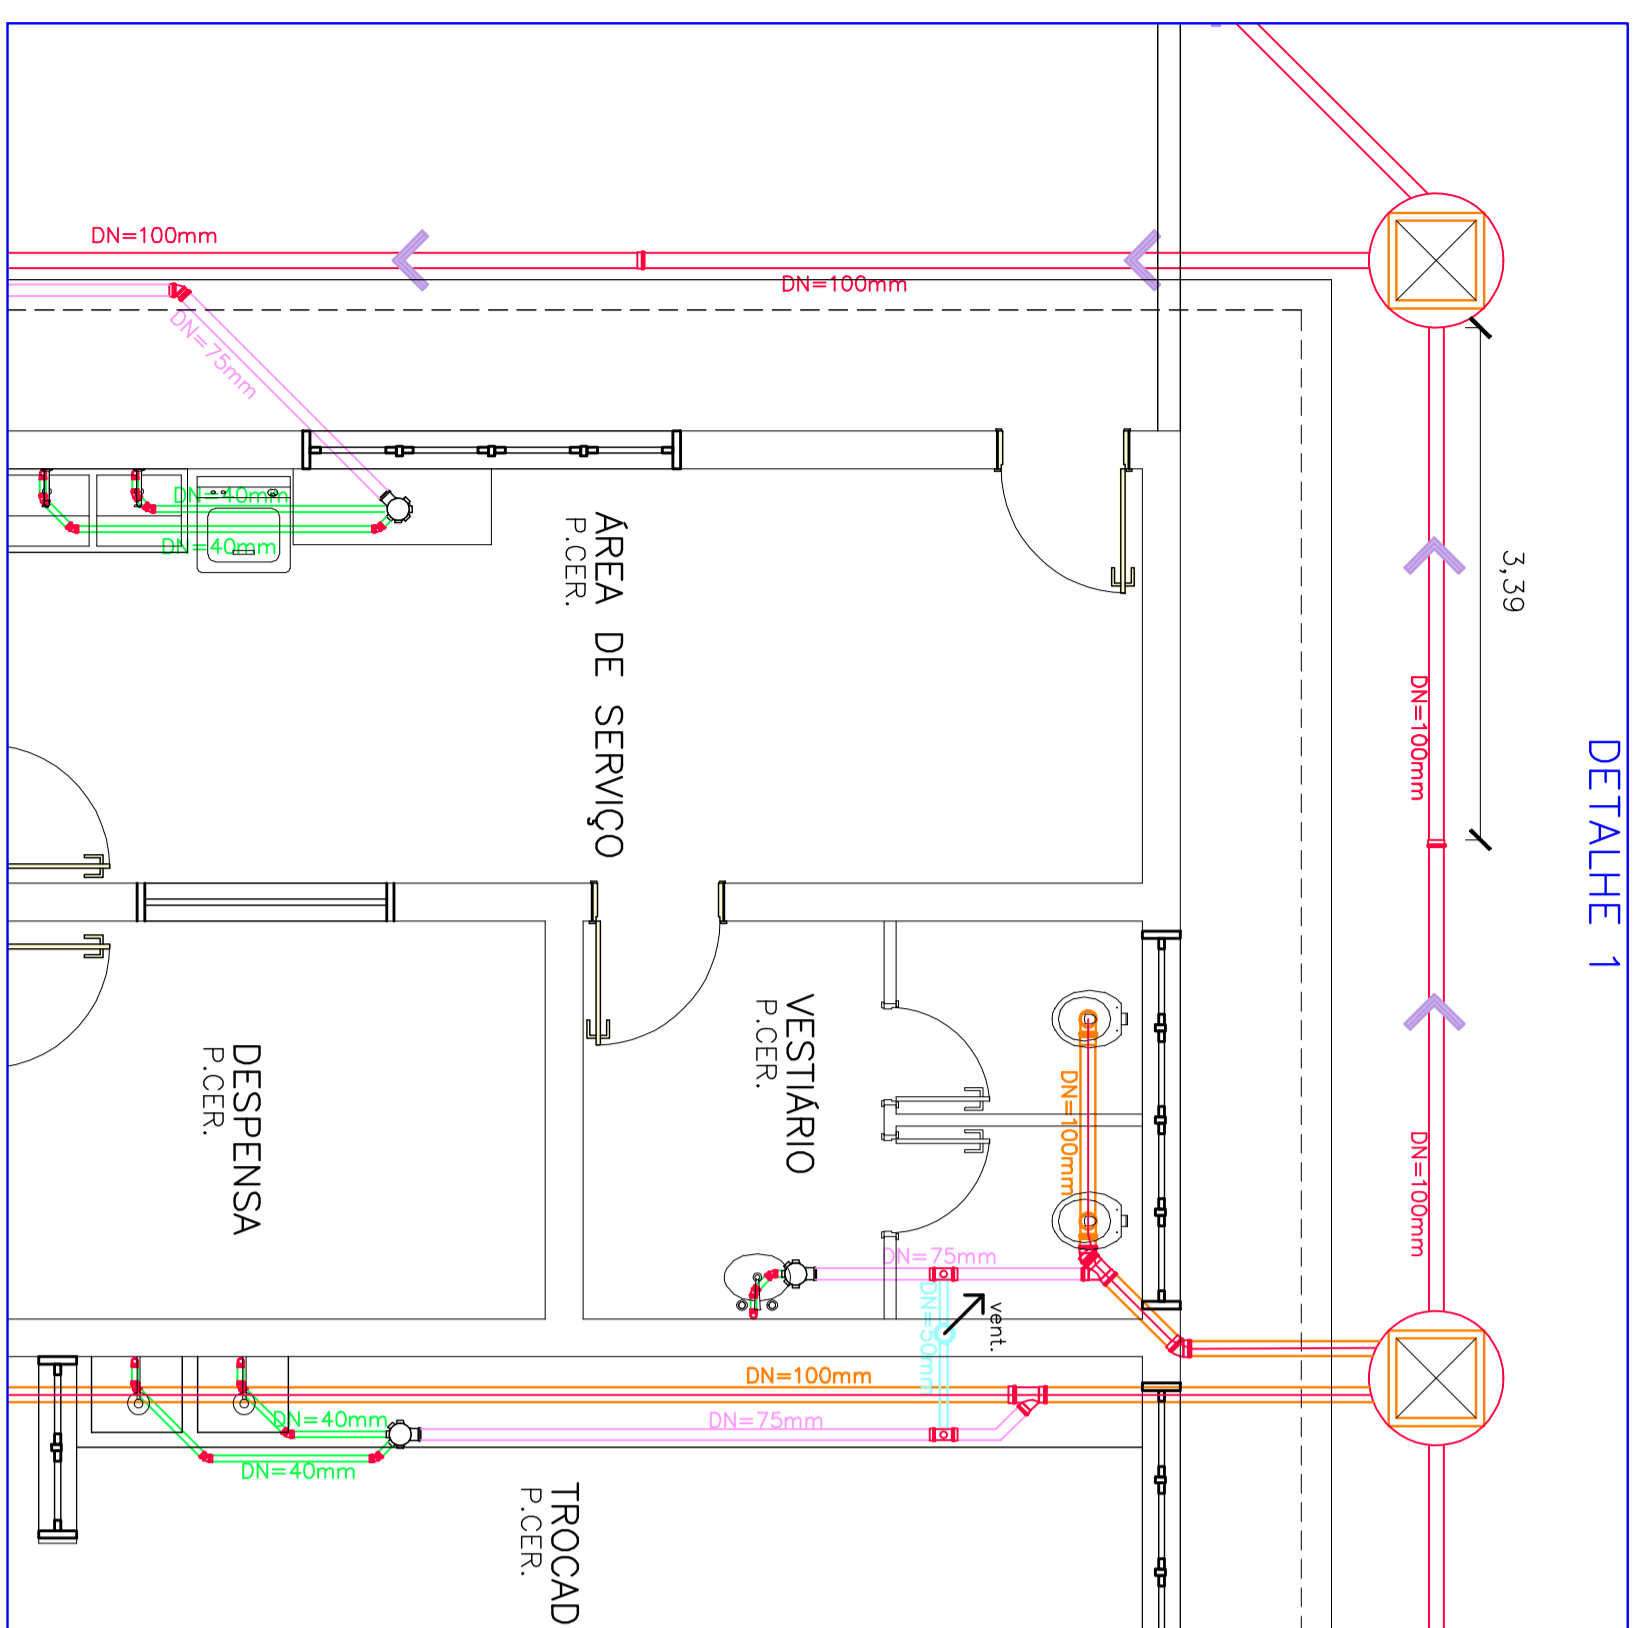 DETALHE 1
DN=100mm
DN=100mm
DN=75mm
DN=40mm
DN=40mm
ÁREA DE SERVIÇO
P.CER.
3,39
DN=100mm
DN=100mm
VESTIÁRIO
P.CER.
DESPENSA
P.CER.
DN=100mm
DN=75mm
DN=50mm
vent.
DN=100mm
DN=75mm
DN=40mm
DN=40mm
TROCAD
P.CER.